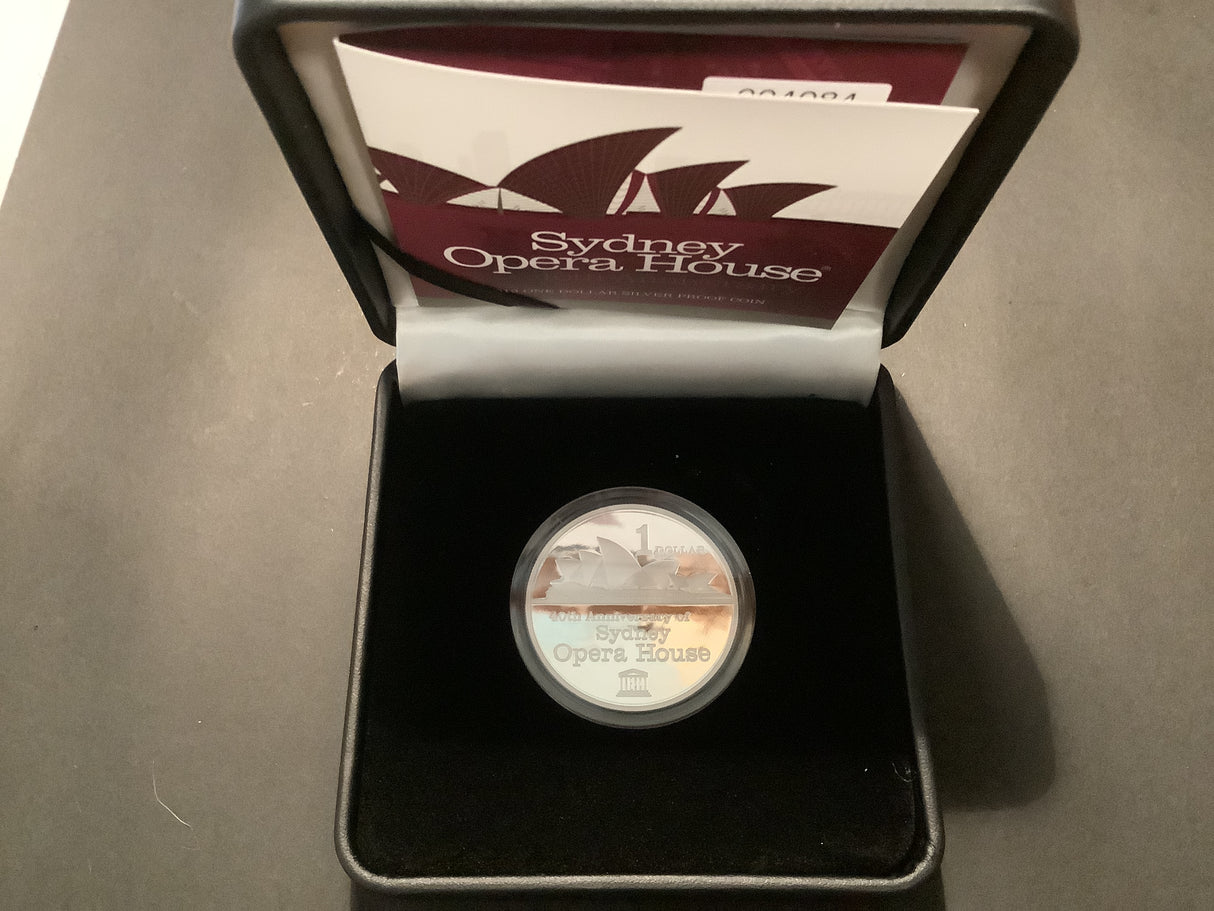 Sydney
Opera House
ONE DOLLAR SILVER PROOF COIN
1 DOLLAR
40th Anniversary of
Sydney
Opera House